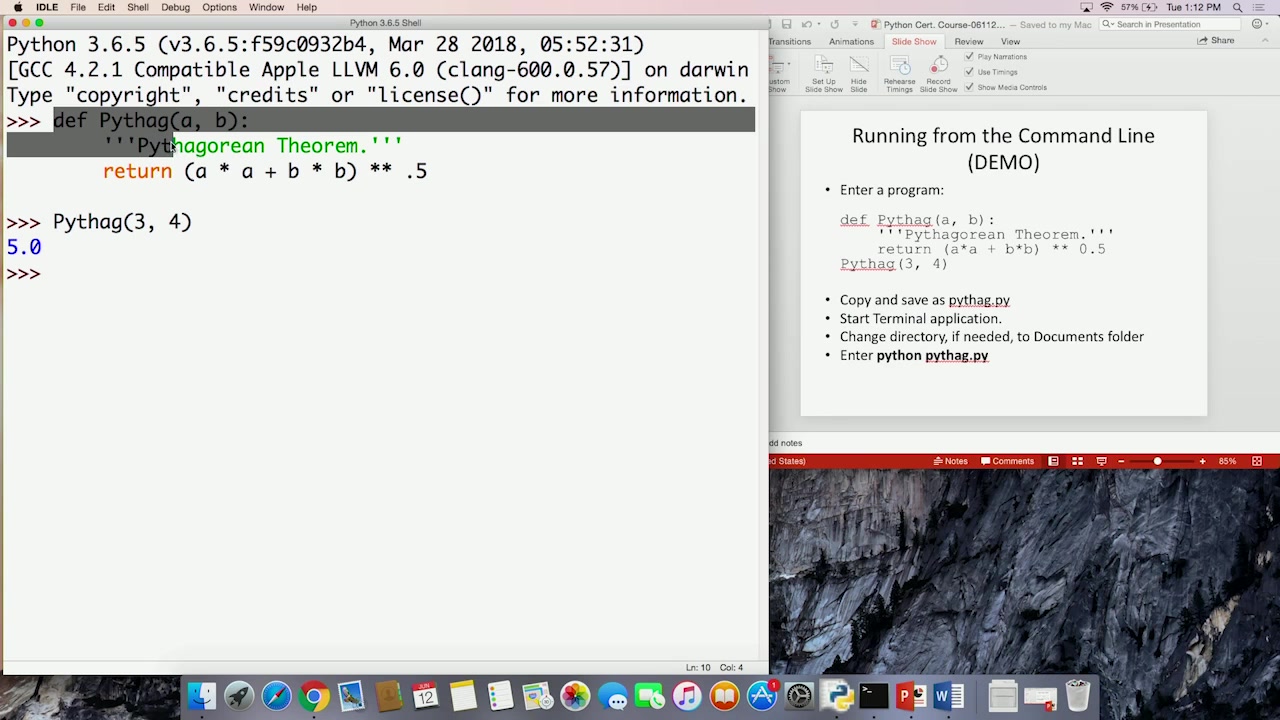 IDLE File Edit Shell Debug Options Window Help
57% Tue 1:12 PM
Python 3.6.5 Shell
Python 3.6.5 (v3.6.5:f59c0932b4, Mar 28 2018, 05:52:31)
[GCC 4.2.1 Compatible Apple LLVM 6.0 (clang-600.0.57)] on darwin
Type "copyright", "credits" or "license()" for more information.
>>> def Pythag(a, b):
'''Pythagorean Theorem.'''
return (a * a + b * b) ** .5
>>> Pythag(3, 4)
5.0
>>>
Ln: 10 Col: 4
Python Cert. Course-06112... — Saved to my Mac
Search in Presentation
Transitions Animations Slide Show Review View
Share
Custom Show
Set Up Slide Show
Hide Slide
Rehearse Timings
Record Slide Show
Play Narrations
Use Timings
Show Media Controls
Running from the Command Line
(DEMO)
• Enter a program:
def Pythag(a, b):
'''Pythagorean Theorem.'''
return (a*a + b*b) ** 0.5
Pythag(3, 4)
• Copy and save as pythag.py
• Start Terminal application.
• Change directory, if needed, to Documents folder
• Enter python pythag.py
dd notes
ed States)
Notes Comments
85%
JUN
12
1